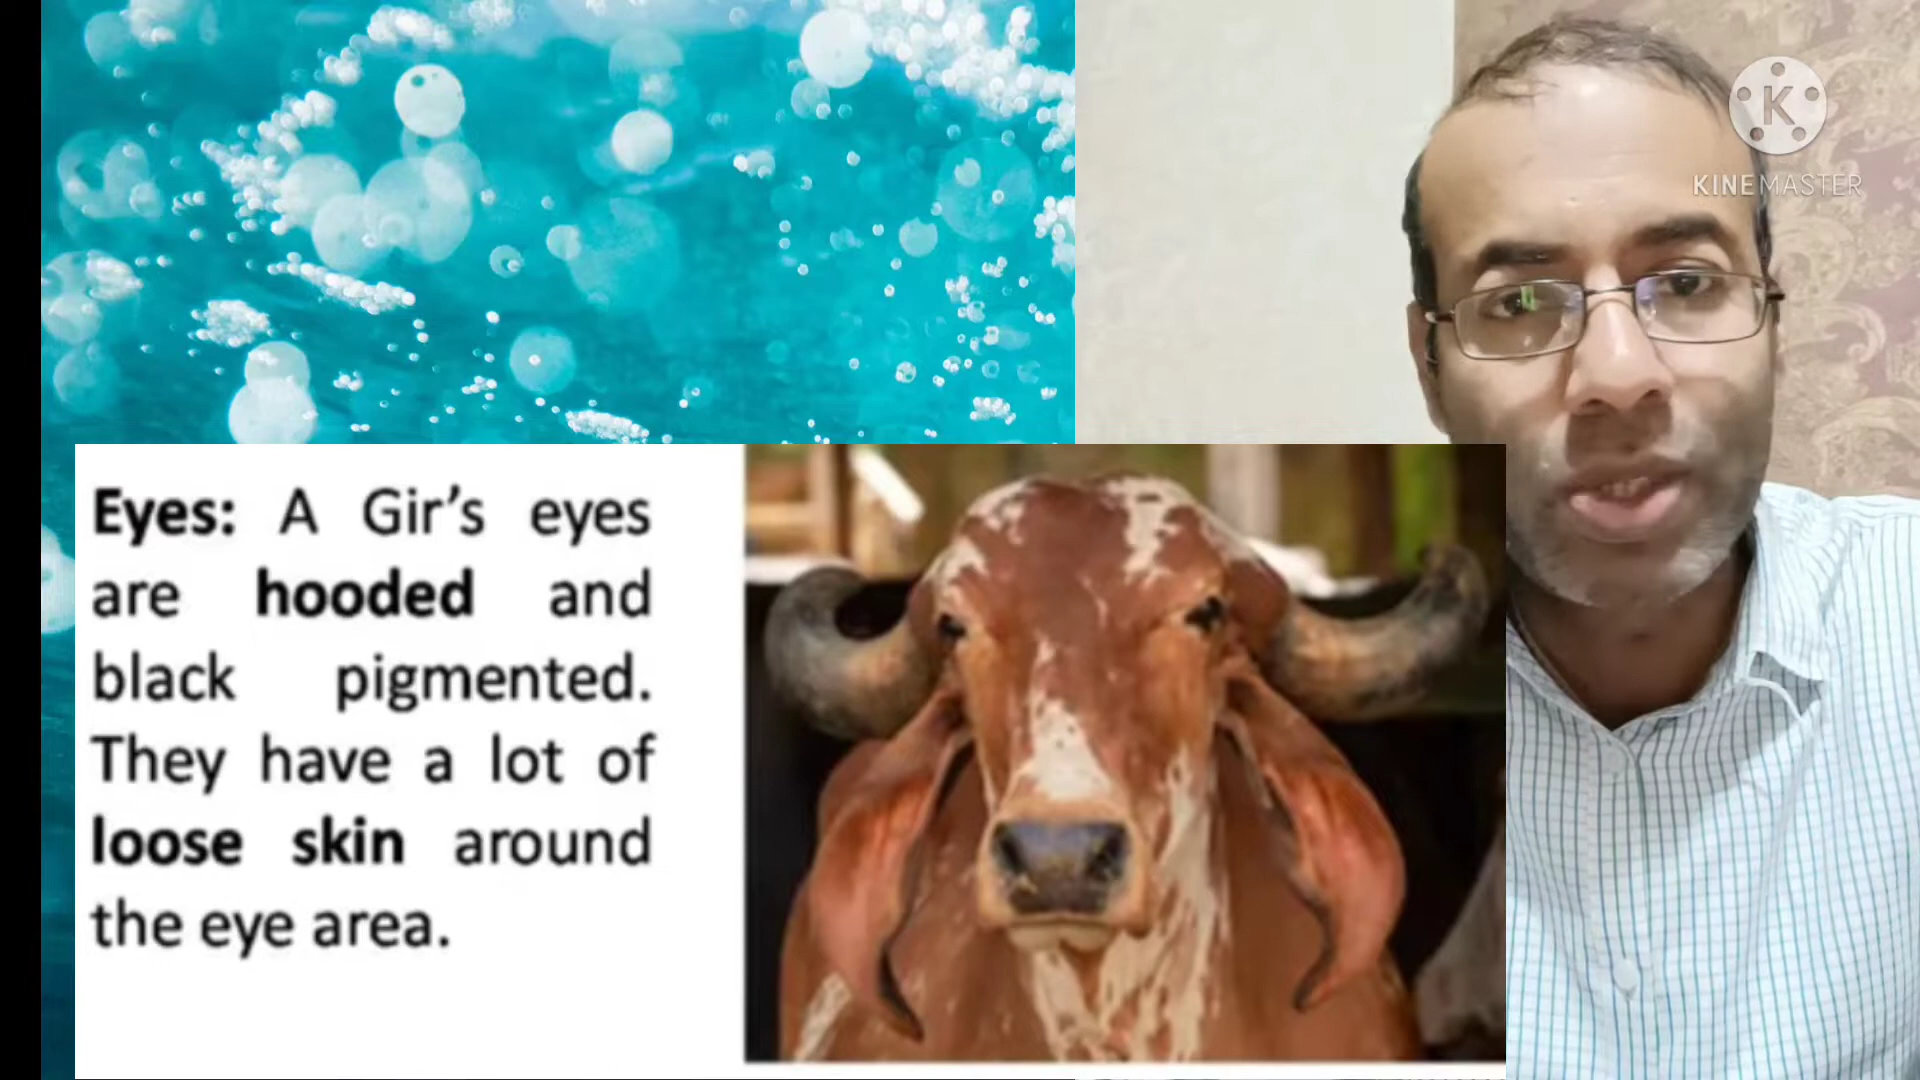 K
KINEMASTER
Eyes: A Gir's eyes
are hooded and
black pigmented.
They have a lot of
loose skin around
the eye area.